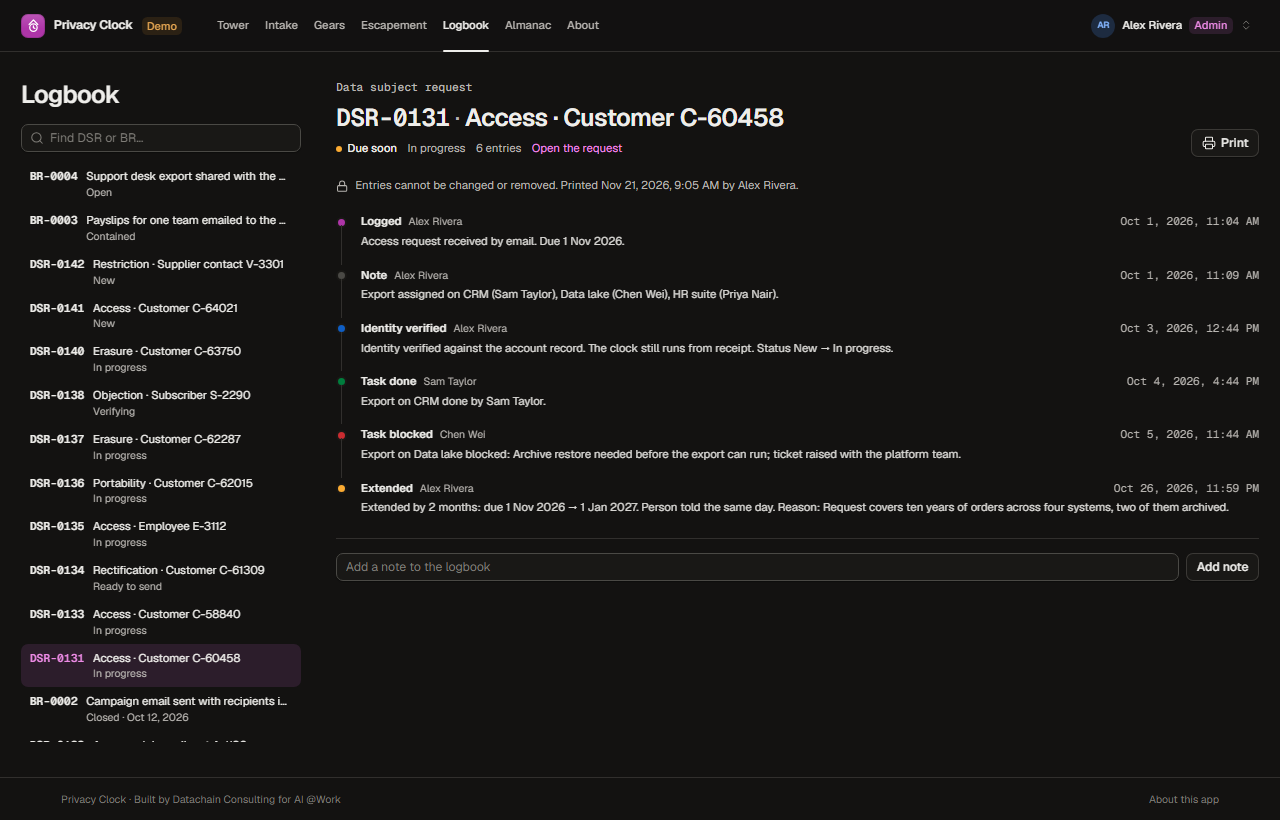 Privacy Clock Demo Tower Intake Gears Escapement Logbook Almanac About AR Alex Rivera Admin
Logbook
Find DSR or BR…
BR-0004 Support desk export shared with the …
Open
BR-0003 Payslips for one team emailed to the …
Contained
DSR-0142 Restriction · Supplier contact V-3301
New
DSR-0141 Access · Customer C-64021
New
DSR-0140 Erasure · Customer C-63750
In progress
DSR-0138 Objection · Subscriber S-2290
Verifying
DSR-0137 Erasure · Customer C-62287
In progress
DSR-0136 Portability · Customer C-62015
In progress
DSR-0135 Access · Employee E-3112
In progress
DSR-0134 Rectification · Customer C-61309
Ready to send
DSR-0133 Access · Customer C-58840
In progress
DSR-0131 Access · Customer C-60458
In progress
BR-0002 Campaign email sent with recipients i…
Closed · Oct 12, 2026
Data subject request
DSR-0131 · Access · Customer C-60458
Due soon In progress 6 entries Open the request
Print
Entries cannot be changed or removed. Printed Nov 21, 2026, 9:05 AM by Alex Rivera.
Logged Alex Rivera Oct 1, 2026, 11:04 AM
Access request received by email. Due 1 Nov 2026.
Note Alex Rivera Oct 1, 2026, 11:09 AM
Export assigned on CRM (Sam Taylor), Data lake (Chen Wei), HR suite (Priya Nair).
Identity verified Alex Rivera Oct 3, 2026, 12:44 PM
Identity verified against the account record. The clock still runs from receipt. Status New → In progress.
Task done Sam Taylor Oct 4, 2026, 4:44 PM
Export on CRM done by Sam Taylor.
Task blocked Chen Wei Oct 5, 2026, 11:44 AM
Export on Data lake blocked: Archive restore needed before the export can run; ticket raised with the platform team.
Extended Alex Rivera Oct 26, 2026, 11:59 PM
Extended by 2 months: due 1 Nov 2026 → 1 Jan 2027. Person told the same day. Reason: Request covers ten years of orders across four systems, two of them archived.
Add a note to the logbook Add note
Privacy Clock · Built by Datachain Consulting for AI @Work About this app